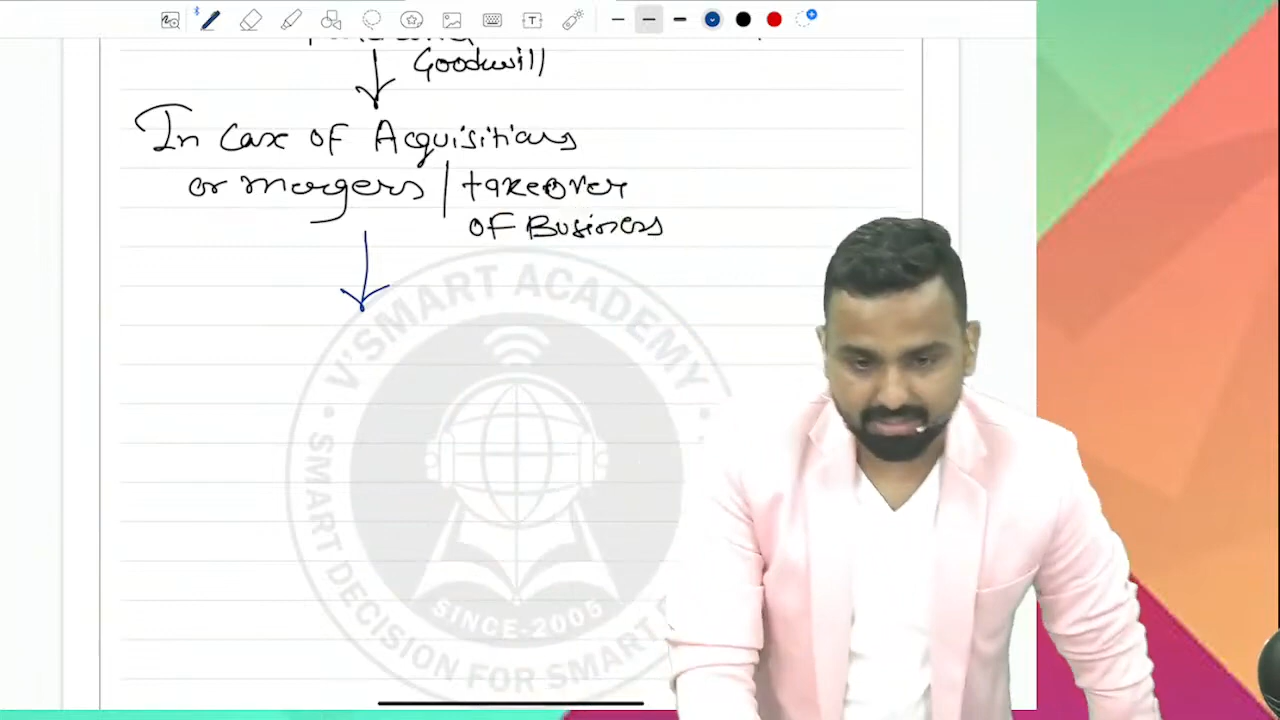 Goodwill
In Case of Acquisitions
or mergers / takeover
of Business
V'SMART ACADEMY
SMART DECISION FOR SMART
SINCE-2005